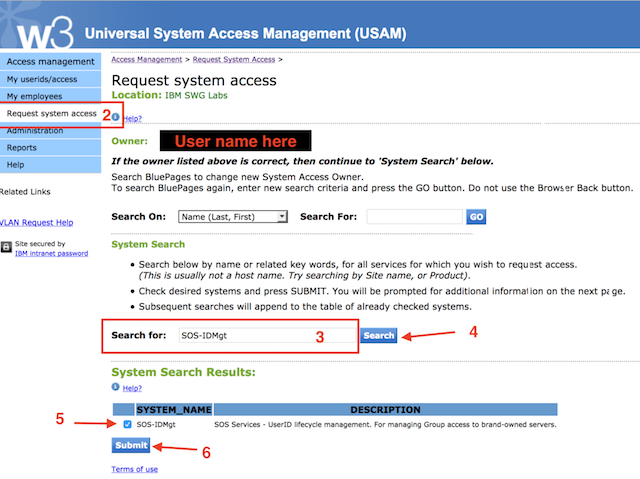 w3 Universal System Access Management (USAM)
Access management
My userids/access
My employees
Request system access 2
Administration
Reports
Help
Related Links
VLAN Request Help
Site secured by
IBM intranet password
Access Management > Request System Access >
Request system access
Location: IBM SWG Labs
Help?
Owner: User name here
If the owner listed above is correct, then continue to 'System Search' below.
Search BluePages to change new System Access Owner.
To search BluePages again, enter new search criteria and press the GO button. Do not use the Browser Back button.
Search On: Name (Last, First) Search For: GO
System Search
• Search below by name or related key words, for all services for which you wish to request access.
(This is usually not a host name. Try searching by Site name, or Product).
• Check desired systems and press SUBMIT. You will be prompted for additional information on the next page.
• Subsequent searches will append to the table of already checked systems.
Search for: SOS-IDMgt 3 Search 4
System Search Results:
Help?
SYSTEM_NAME DESCRIPTION
5 SOS-IDMgt SOS Services - UserID lifecycle management. For managing Group access to brand-owned servers.
Submit 6
Terms of use